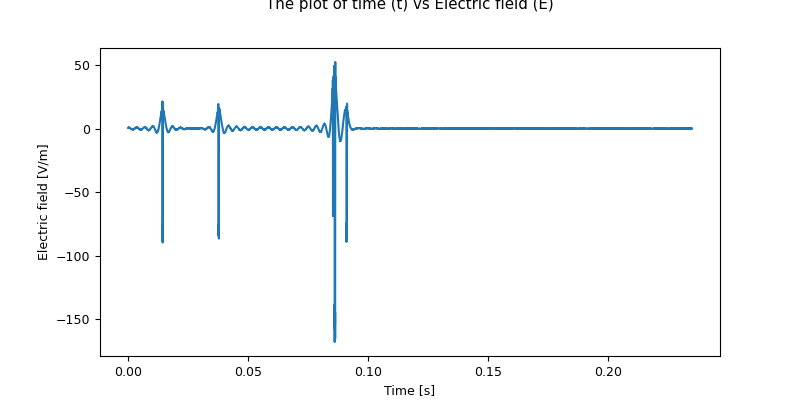 The plot of time (t) vs Electric field (E)
50
0
−50
−100
−150
Electric field [V/m]
0.00 0.05 0.10 0.15 0.20
Time [s]